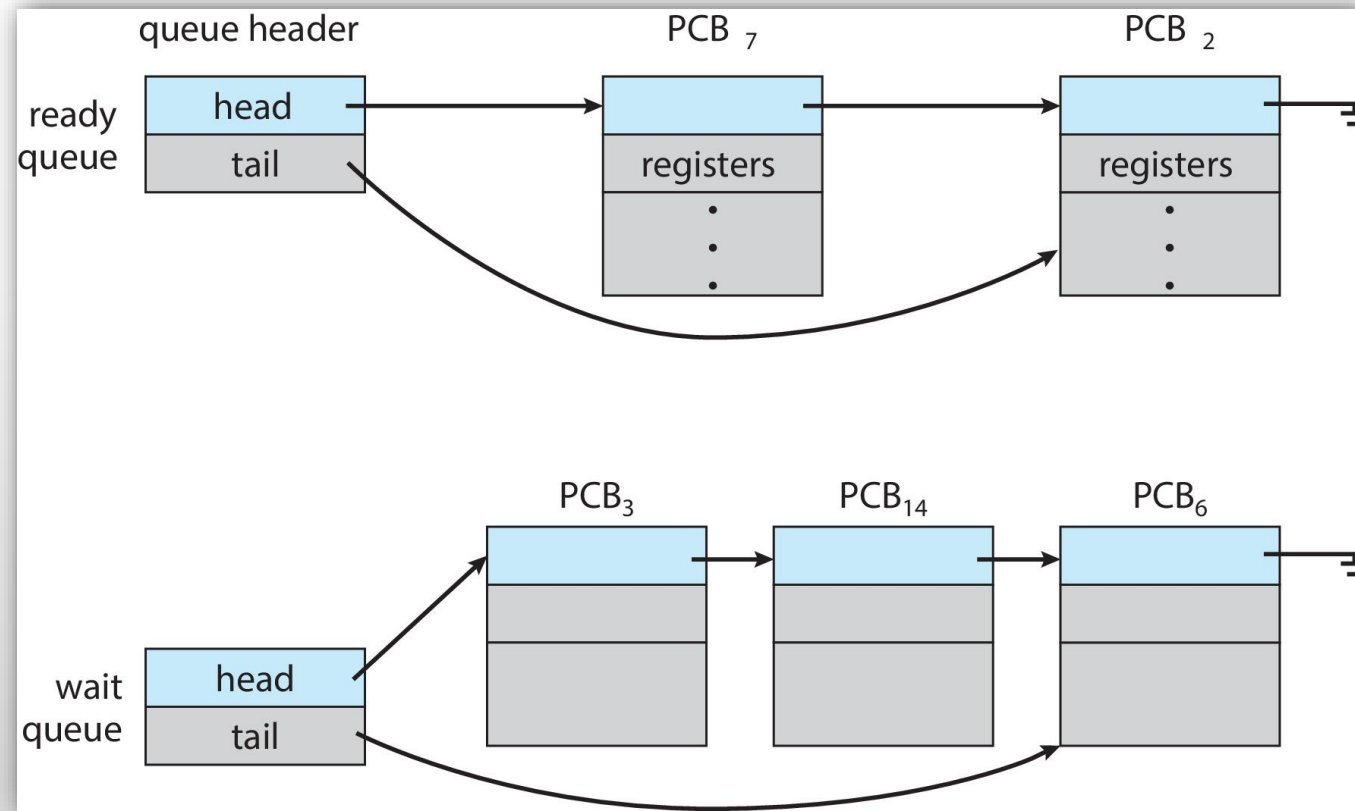 queue header
PCB 7
PCB 2
ready
queue
head
tail
registers
registers
PCB3
PCB14
PCB6
wait
queue
head
tail